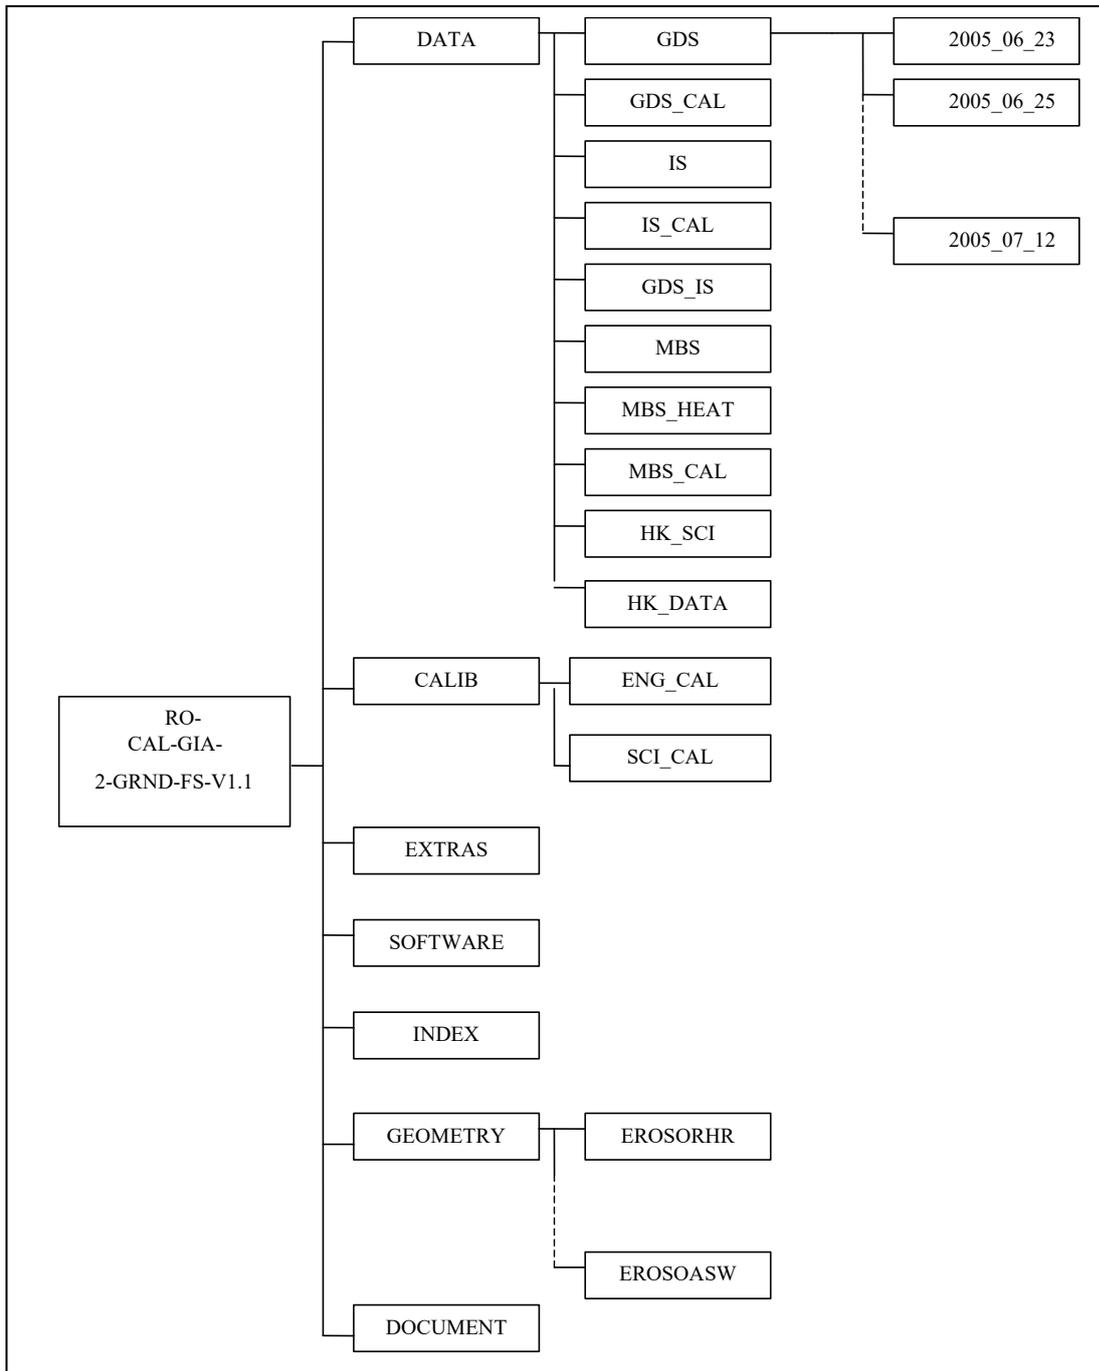 DATA
GDS
2005_06_23
GDS_CAL
2005_06_25
IS
IS_CAL
2005_07_12
GDS_IS
MBS
MBS_HEAT
MBS_CAL
HK_SCI
HK_DATA
CALIB
ENG_CAL
SCI_CAL
RO-
CAL-GIA-
2-GRND-FS-V1.1
EXTRAS
SOFTWARE
INDEX
GEOMETRY
EROSORHR
EROSOASW
DOCUMENT